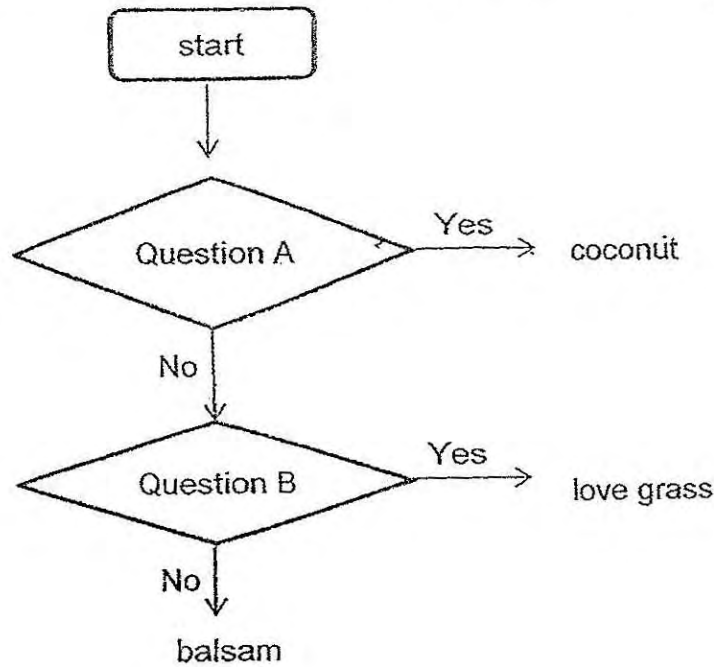 start
Question A
Yes
coconut
No
Question B
Yes
love grass
No
balsam